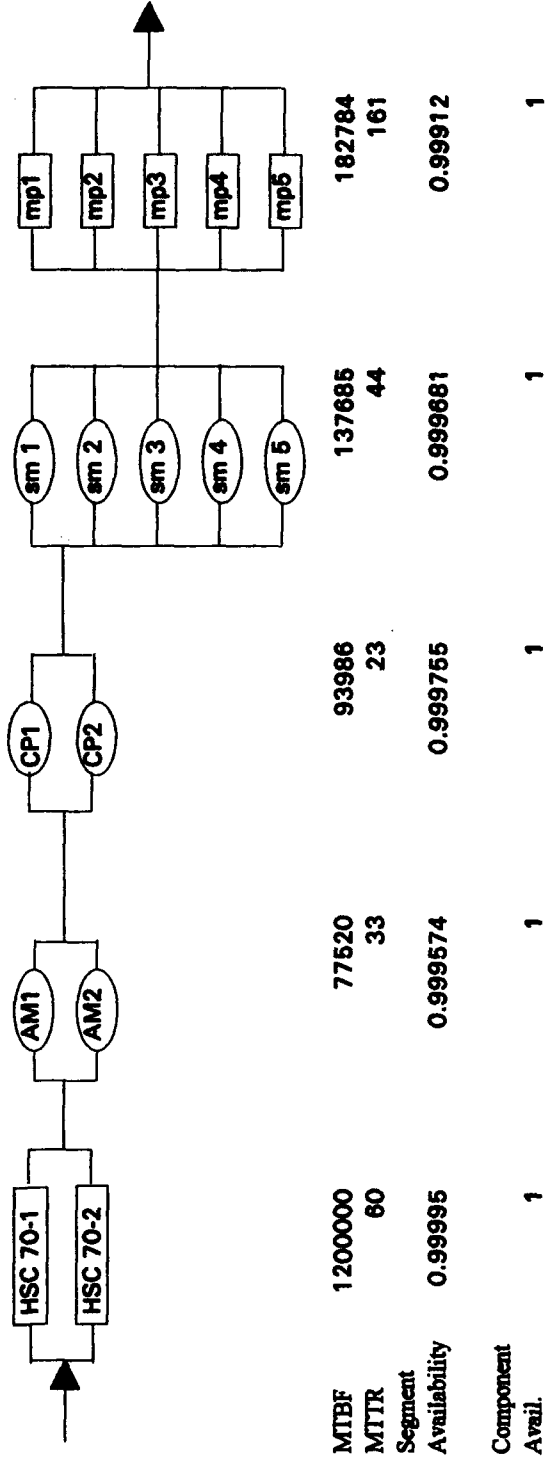 HSC 70-1
HSC 70-2
AM1
AM2
CP1
CP2
sm 1
sm 2
sm 3
sm 4
sm 5
mp1
mp2
mp3
mp4
mp5
MTBF 1200000 77520 93986 137685 182784
MTTR 60 33 23 44 161
Segment
Availability 0.99995 0.999574 0.999755 0.999681 0.99912
Component
Avail. 1 1 1 1 1